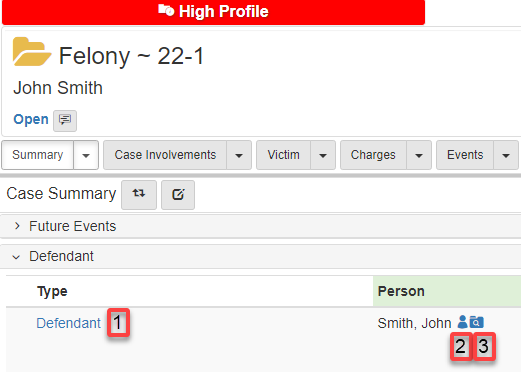 High Profile
Felony ~ 22-1
John Smith
Open
Summary Case Involvements Victim Charges Events
Case Summary
Future Events
Defendant
Type Person
Defendant 1 Smith, John
2 3